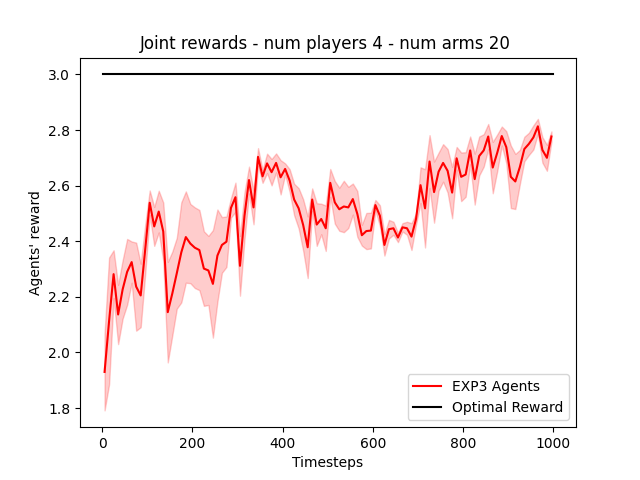 Joint rewards - num players 4 - num arms 20
Agents' reward
3.0
2.8
2.6
2.4
2.2
2.0
1.8
EXP3 Agents
Optimal Reward
0
200
400
600
800
1000
Timesteps